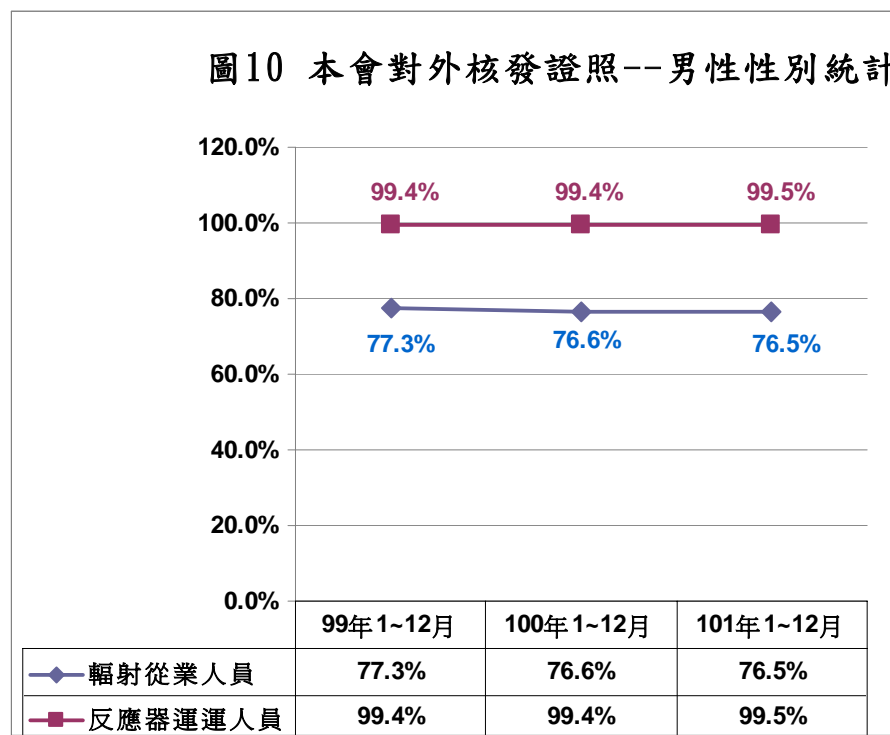 圖10 本會對外核發證照--男性性別統計
120.0%
99.4% 99.4% 99.5%
100.0%
80.0%
77.3% 76.6% 76.5%
60.0%
40.0%
20.0%
0.0%
99年1~12月 100年1~12月 101年1~12月
輻射從業人員 77.3% 76.6% 76.5%
反應器運運人員 99.4% 99.4% 99.5%